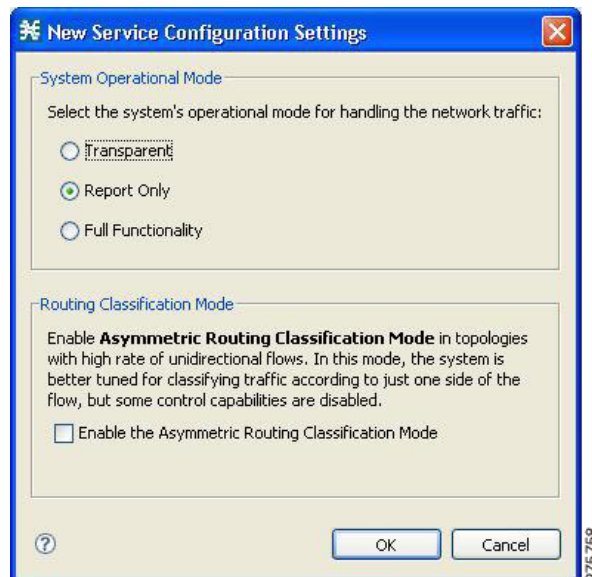 New Service Configuration Settings
System Operational Mode
Select the system's operational mode for handling the network traffic:
Transparent
Report Only
Full Functionality
Routing Classification Mode
Enable Asymmetric Routing Classification Mode in topologies
with high rate of unidirectional flows. In this mode, the system is
better tuned for classifying traffic according to just one side of the
flow, but some control capabilities are disabled.
Enable the Asymmetric Routing Classification Mode
?
OK
Cancel